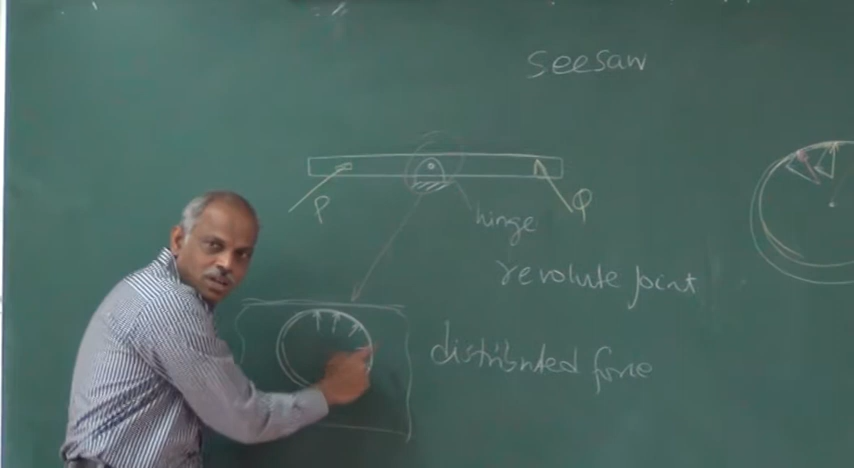 Seesaw
P
Q
hinge
revolute joint
distributed force